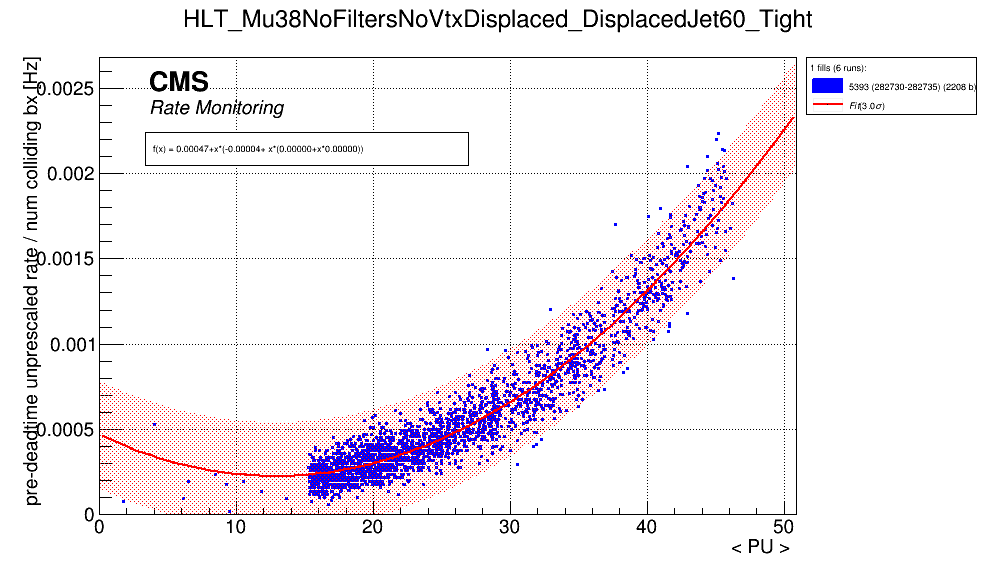 HLT_Mu38NoFiltersNoVtxDisplaced_DisplacedJet60_Tight
pre-deadtime unprescaled rate / num colliding bx [Hz]
CMS
Rate Monitoring
f(x) = 0.00047+x*(-0.00004+ x*(0.00000+x*0.00000))
1 fills (6 runs):
5393 (282730-282735) (2208 b)
Fit(3.0σ)
0.0025
0.002
0.0015
0.001
0.0005
0
0 10 20 30 40 50
< PU >